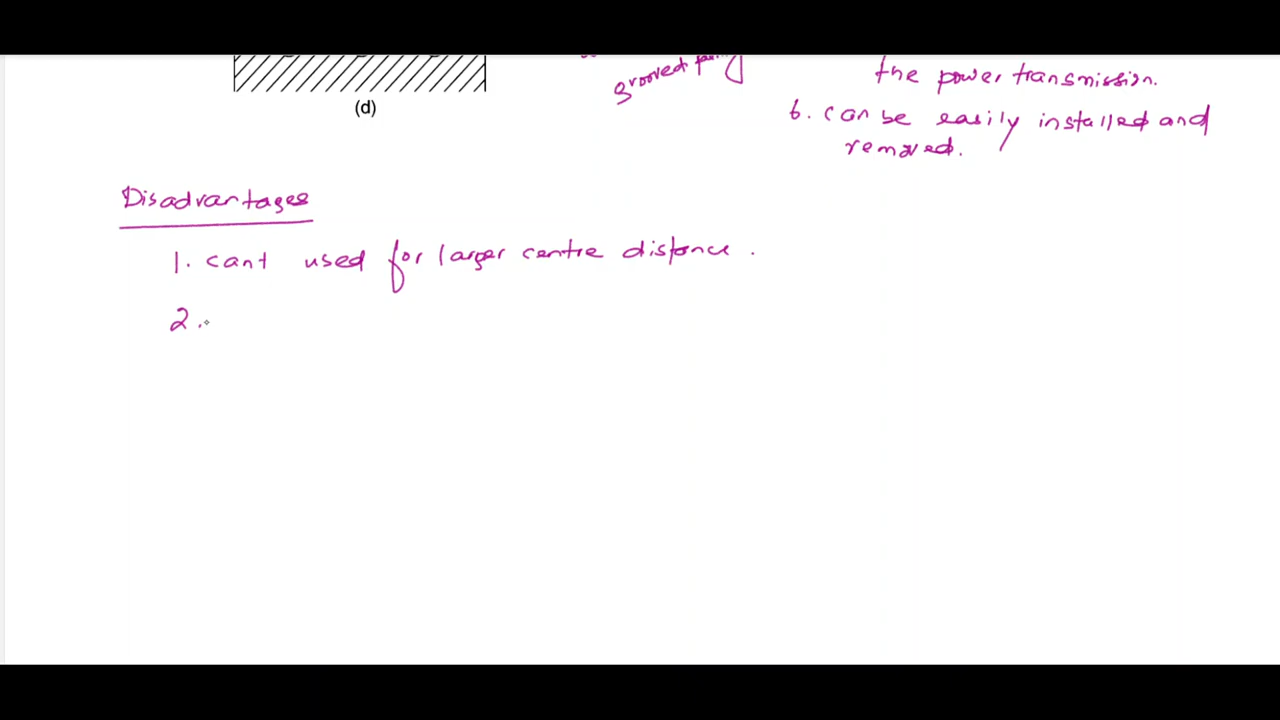 (d)
grooved
the power transmission.
6. can be easily installed and
removed.
Disadvantages
1. cant used for larger centre distance.
2.